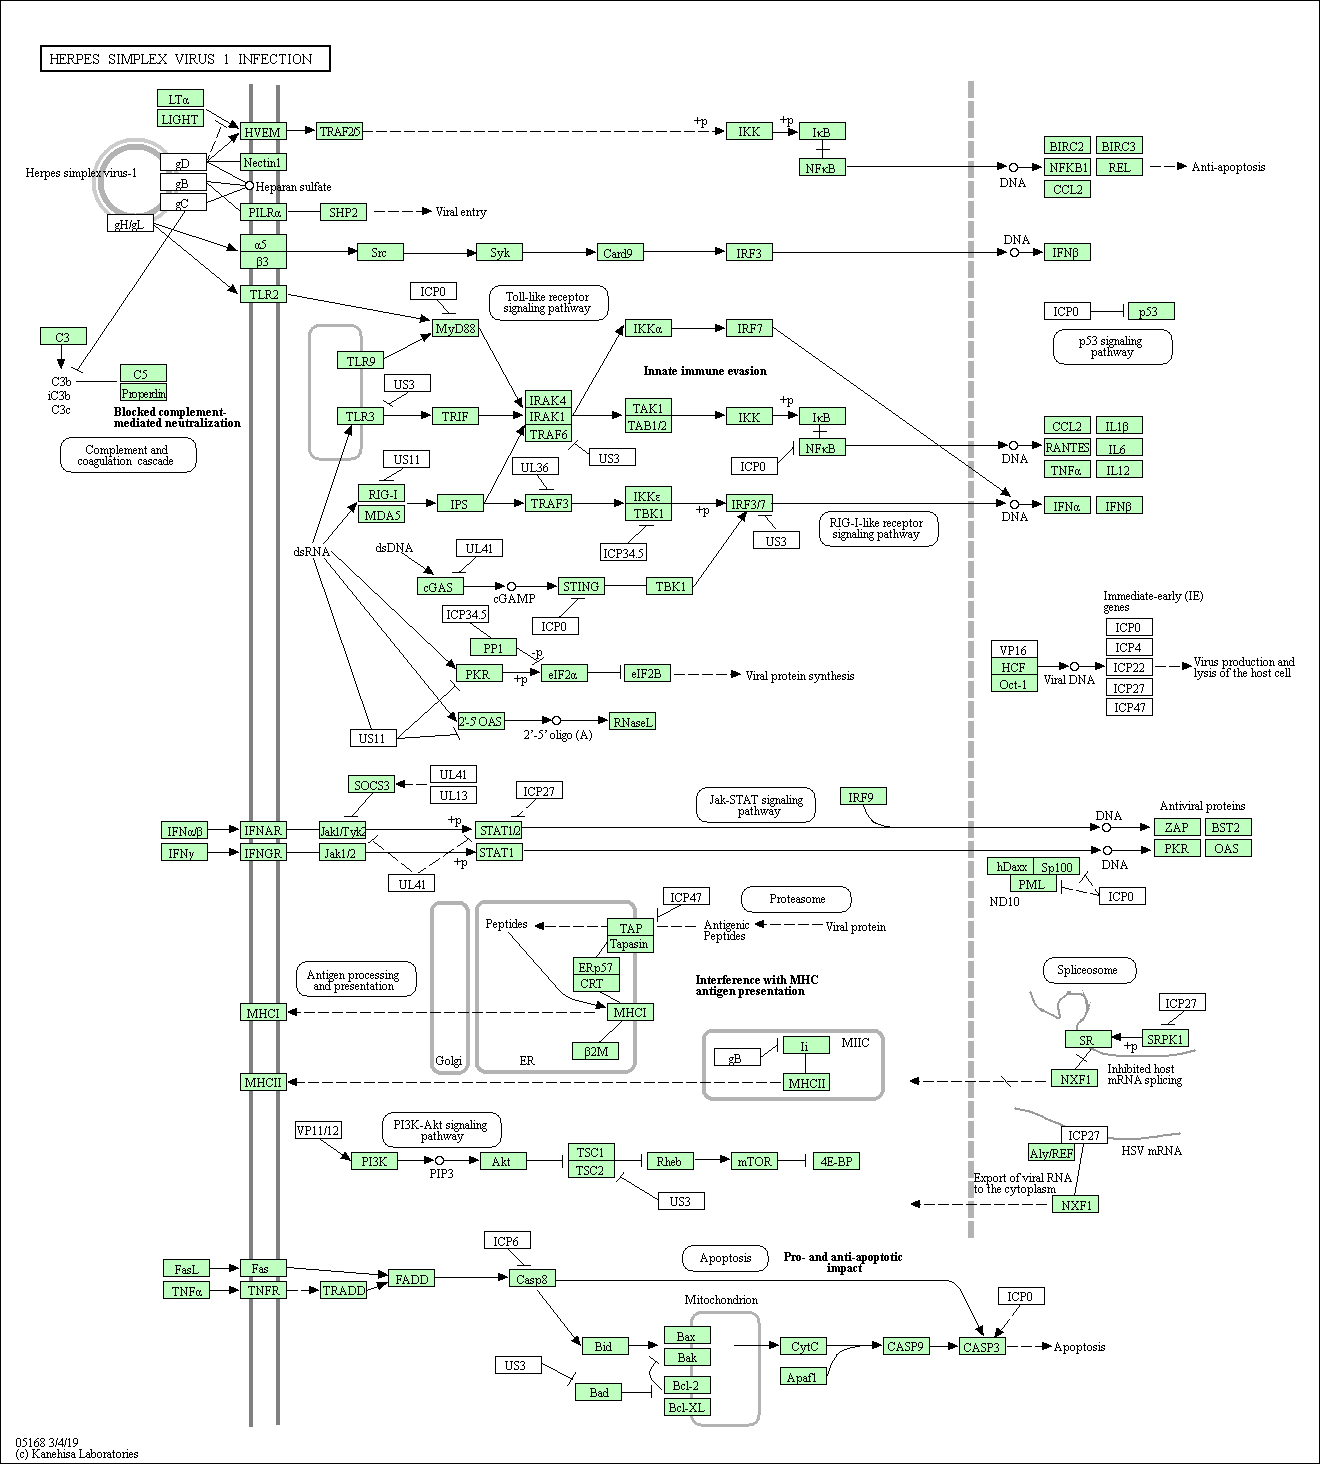 HERPES SIMPLEX VIRUS 1 INFECTION
LTα
LIGHT
HVEM
TRAF2/5
+p
IKK
+p
IκB
NFκB
DNA
BIRC2
BIRC3
NFKB1
REL
CCL2
Anti-apoptosis
Herpes simplex virus-1
gD
gB
gC
gH/gL
Nectin1
Heparan sulfate
PILRα
SHP2
Viral entry
α5
β3
Src
Syk
Card9
IRF3
DNA
IFNβ
TLR2
ICP0
Toll-like receptor
signaling pathway
MyD88
IKKα
IRF7
ICP0
p53
p53 signaling
pathway
C3
C3b
iC3b
C3c
C5
Properdin
Blocked complement-
mediated neutralization
Complement and
coagulation cascade
TLR9
US3
Innate immune evasion
TLR3
TRIF
IRAK4
IRAK1
TRAF6
TAK1
TAB1/2
IKK
+p
IκB
NFκB
US3
ICP0
DNA
CCL2
IL1β
RANTES
IL6
TNFα
IL12
US11
UL36
RIG-I
MDA5
IPS
TRAF3
IKKε
TBK1
+p
IRF3/7
DNA
IFNα
IFNβ
RIG-I-like receptor
signaling pathway
US3
ICP34.5
dsRNA
dsDNA
UL41
cGAS
cGAMP
STING
TBK1
ICP0
ICP34.5
PP1
-p
PKR
+p
eIF2α
eIF2B
Viral protein synthesis
2'-5'OAS
2'-5' oligo (A)
RNaseL
US11
Immediate-early (IE)
genes
VP16
HCF
Oct-1
Viral DNA
ICP0
ICP4
ICP22
ICP27
ICP47
Virus production and
lysis of the host cell
SOCS3
UL41
UL13
ICP27
Jak-STAT signaling
pathway
IRF9
IFNα/β
IFNAR
Jak1/Tyk2
+p
STAT1/2
DNA
Antiviral proteins
ZAP
BST2
IFNγ
IFNGR
Jak1/2
+p
STAT1
DNA
PKR
OAS
UL41
hDaxx
Sp100
PML
ND10
ICP0
ICP47
Proteasome
Peptides
TAP
Tapasin
Antigenic
Peptides
Viral protein
ERp57
CRT
Antigen processing
and presentation
Interference with MHC
antigen presentation
MHCI
MHCI
β2M
Golgi
ER
gB
Ii
MIIC
MHCII
MHCII
Spliceosome
ICP27
SR
+p
SRPK1
NXF1
Inhibited host
mRNA splicing
VP11/12
PI3K-Akt signaling
pathway
PI3K
PIP3
Akt
TSC1
TSC2
Rheb
mTOR
4E-BP
US3
ICP27
Aly/REF
HSV mRNA
Export of viral RNA
to the cytoplasm
NXF1
ICP6
Apoptosis
Pro- and anti-apoptotic
impact
FasL
Fas
TNFα
TNFR
TRADD
FADD
Casp8
Mitochondrion
ICP0
Bid
Bax
Bak
CytC
CASP9
CASP3
Apoptosis
US3
Bad
Bcl-2
Bcl-XL
Apaf1
05168 3/4/19
(c) Kanehisa Laboratories